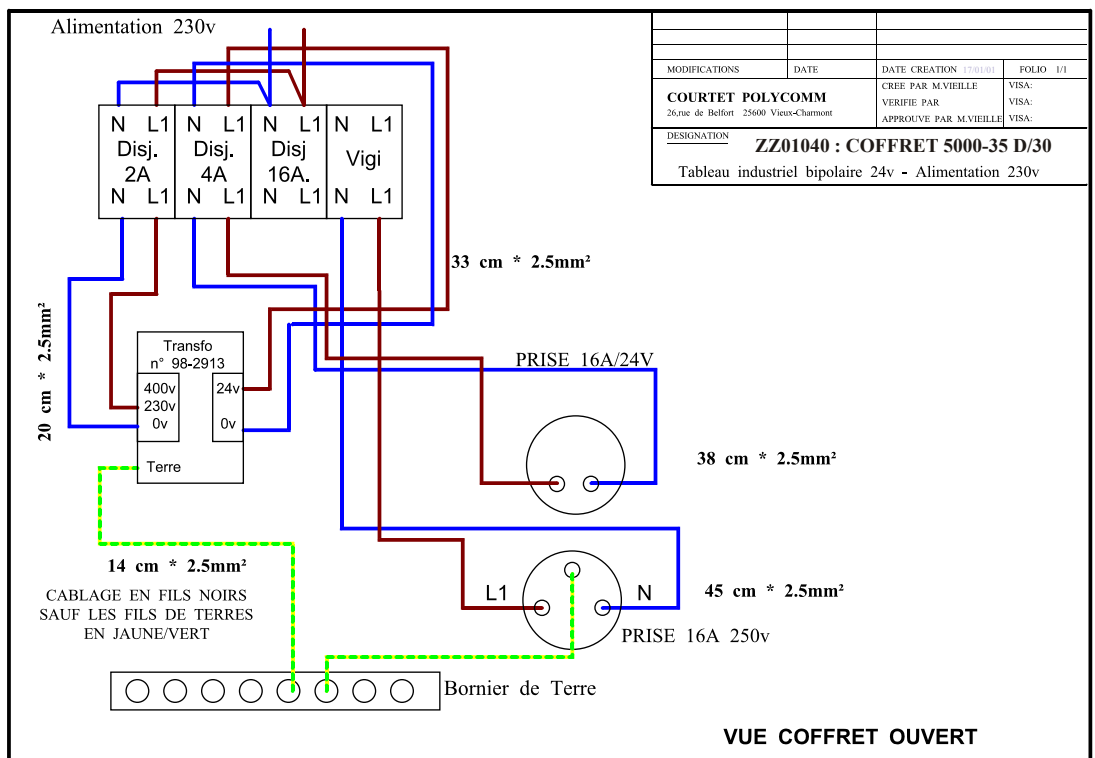 Alimentation 230v
MODIFICATIONS DATE DATE CREATION 17/01/01 FOLIO 1/1
COURTET POLYCOMM
26,rue de Belfort 25600 Vieux-Charmont
CREE PAR M.VIEILLE VISA:
VERIFIE PAR VISA:
APPROUVE PAR M.VIEILLE VISA:
DESIGNATION
ZZ01040 : COFFRET 5000-35 D/30
Tableau industriel bipolaire 24v - Alimentation 230v
N L1 N L1 N L1 N L1
Disj. 2A
Disj. 4A
Disj 16A.
Vigi
N L1 N L1 N L1 N L1
33 cm * 2.5mm²
20 cm * 2.5mm²
Transfo
n° 98-2913
400v
230v
0v
24v
0v
Terre
PRISE 16A/24V
38 cm * 2.5mm²
14 cm * 2.5mm²
CABLAGE EN FILS NOIRS
SAUF LES FILS DE TERRES
EN JAUNE/VERT
L1 N
45 cm * 2.5mm²
PRISE 16A 250v
Bornier de Terre
VUE COFFRET OUVERT